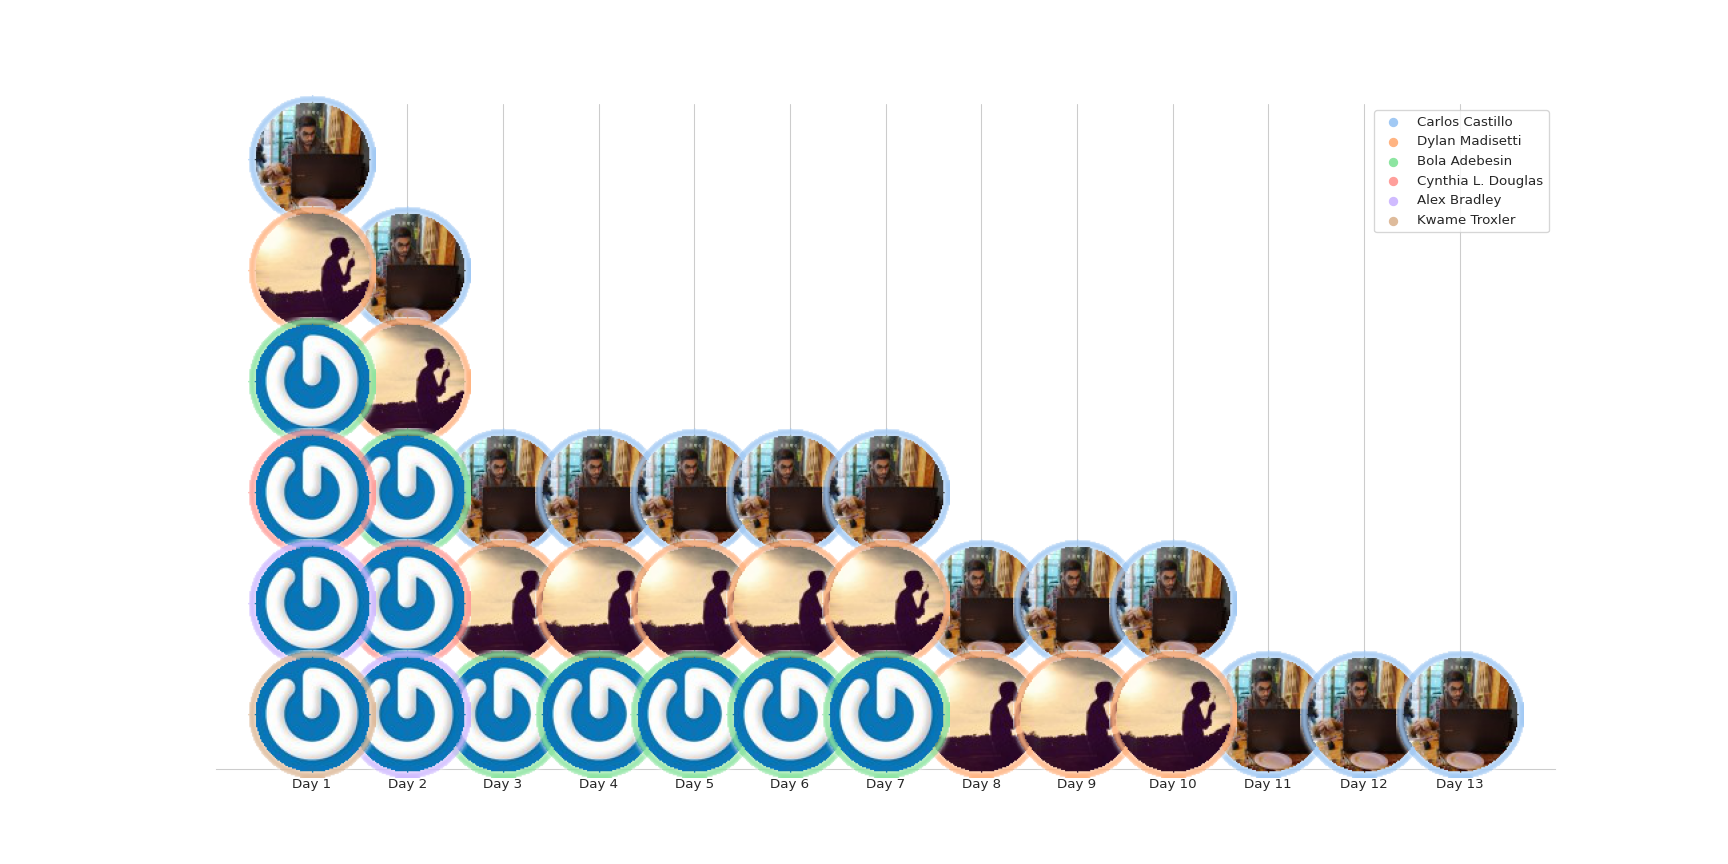 Carlos Castillo
Dylan Madisetti
Bola Adebesin
Cynthia L. Douglas
Alex Bradley
Kwame Troxler
Day 1
Day 2
Day 3
Day 4
Day 5
Day 6
Day 7
Day 8
Day 9
Day 10
Day 11
Day 12
Day 13